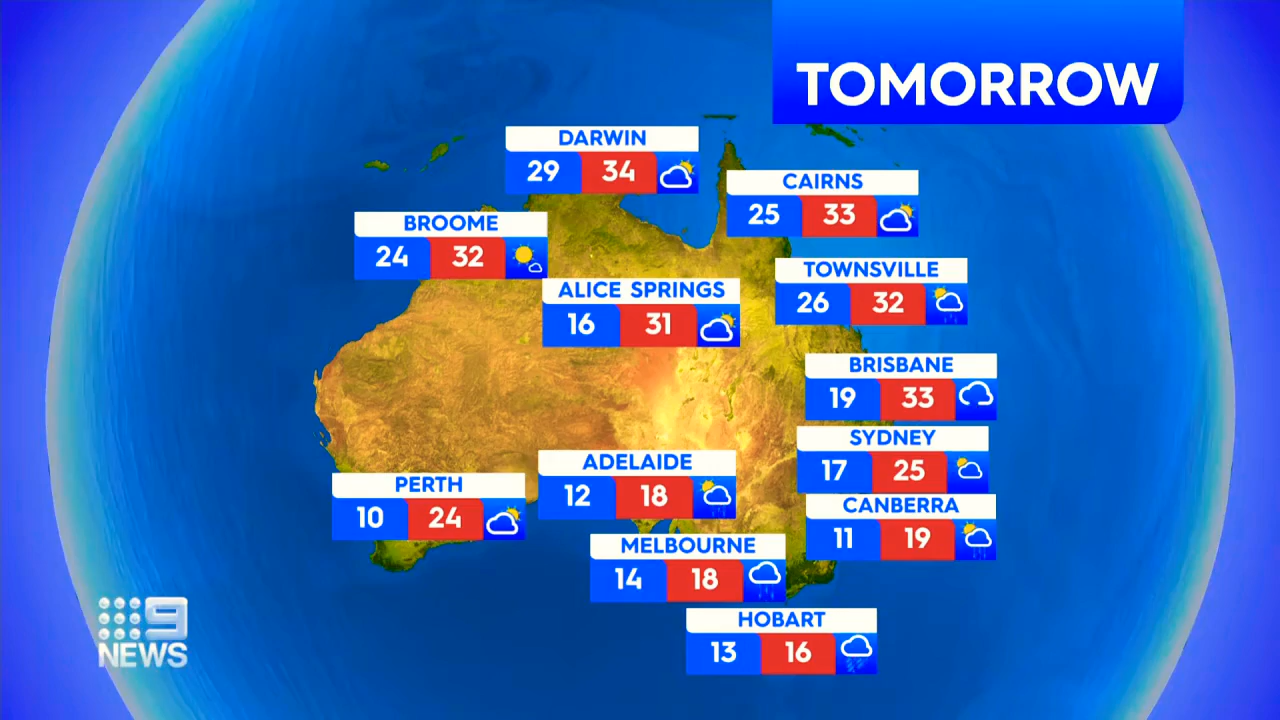 TOMORROW
DARWIN
29 34
CAIRNS
25 33
BROOME
24 32
TOWNSVILLE
26 32
ALICE SPRINGS
16 31
BRISBANE
19 33
SYDNEY
17 25
ADELAIDE
12 18
PERTH
10 24
CANBERRA
11 19
MELBOURNE
14 18
HOBART
13 16
9
NEWS